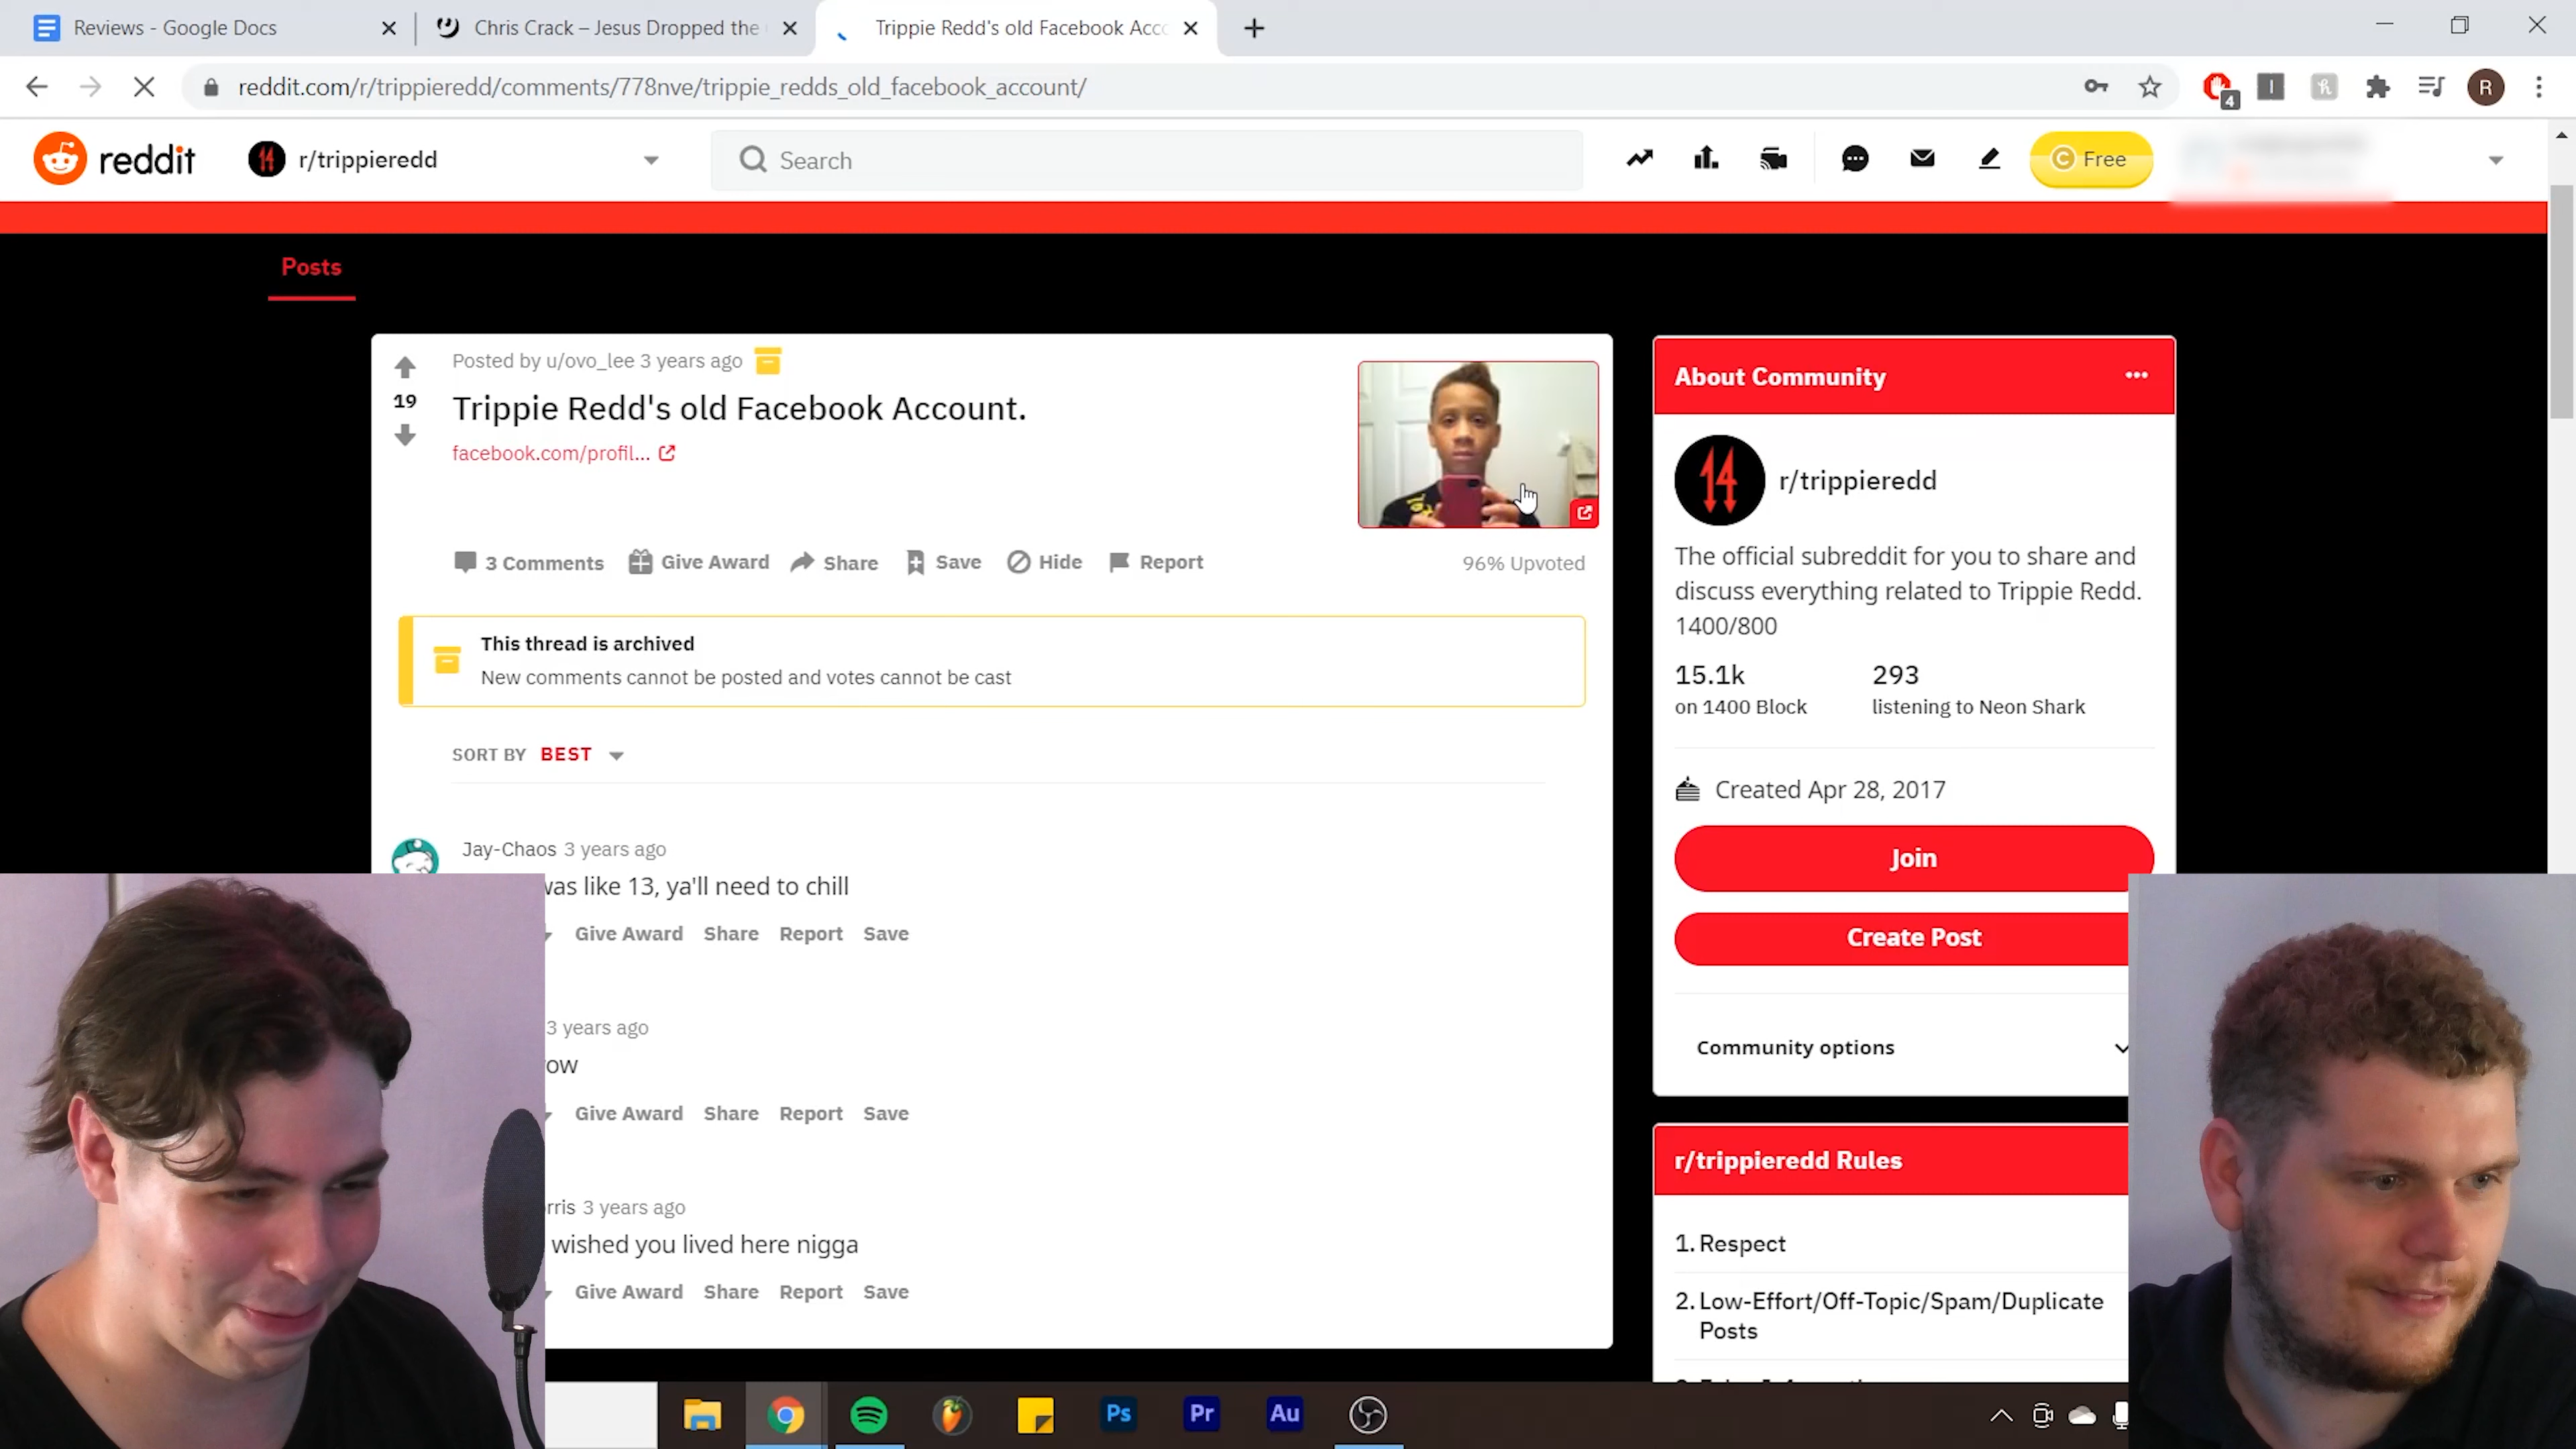 Reviews - Google Docs
Chris Crack – Jesus Dropped the
Trippie Redd's old Facebook Acc
reddit.com/r/trippieredd/comments/778nve/trippie_redds_old_facebook_account/
4
R
reddit
r/trippieredd
Search
Free
Posts
Posted by u/ovo_lee 3 years ago
19
Trippie Redd's old Facebook Account.
facebook.com/profil...
3 Comments Give Award Share Save Hide Report
96% Upvoted
This thread is archived
New comments cannot be posted and votes cannot be cast
SORT BY BEST
Jay-Chaos 3 years ago
was like 13, ya'll need to chill
Give Award Share Report Save
3 years ago
Give Award Share Report Save
3 years ago
wished you lived here nigga
Give Award Share Report Save
About Community
14
r/trippieredd
The official subreddit for you to share and
discuss everything related to Trippie Redd.
1400/800
15.1k
on 1400 Block
293
listening to Neon Shark
Created Apr 28, 2017
Join
Create Post
Community options
r/trippieredd Rules
1. Respect
2. Low-Effort/Off-Topic/Spam/Duplicate
Posts
Ps
Pr
Au